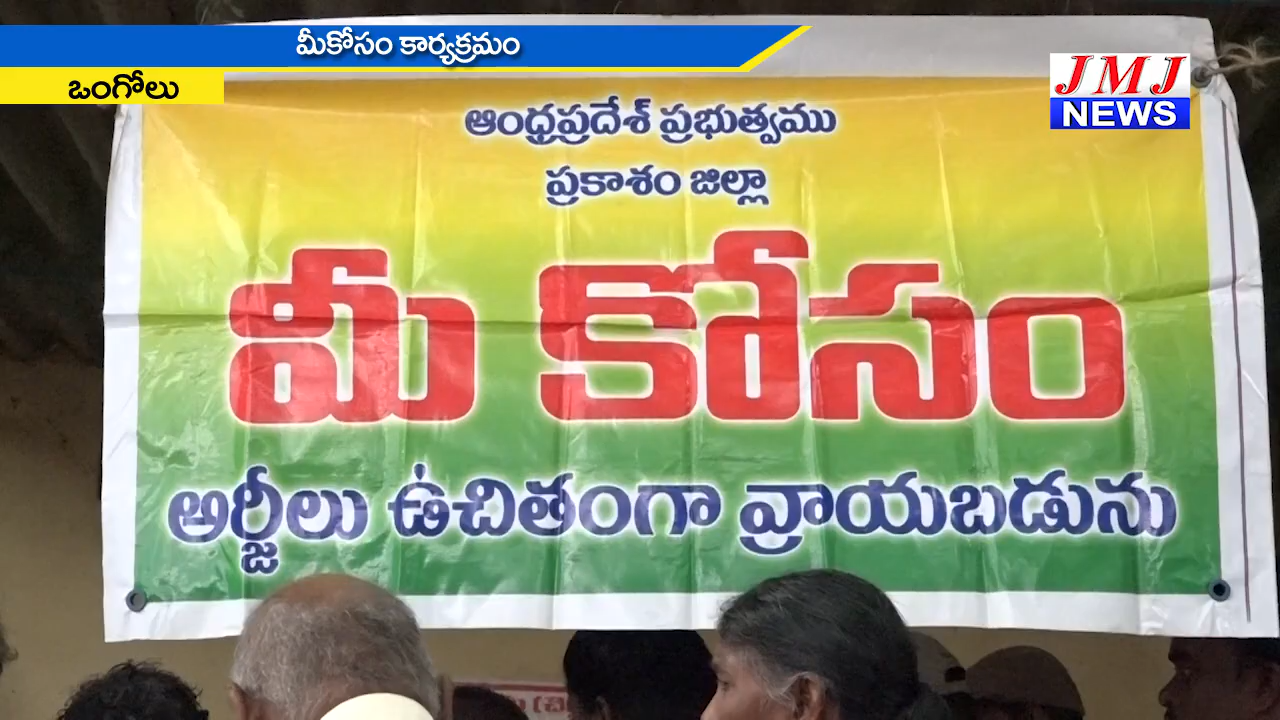 మీకోసం కార్యక్రమం
ఒంగోలు
JMJ
NEWS
ఆంధ్రప్రదేశ్ ప్రభుత్వము
ప్రకాశం జిల్లా
మీ కోసం
అర్జీలు ఉచితంగా వ్రాయబడును